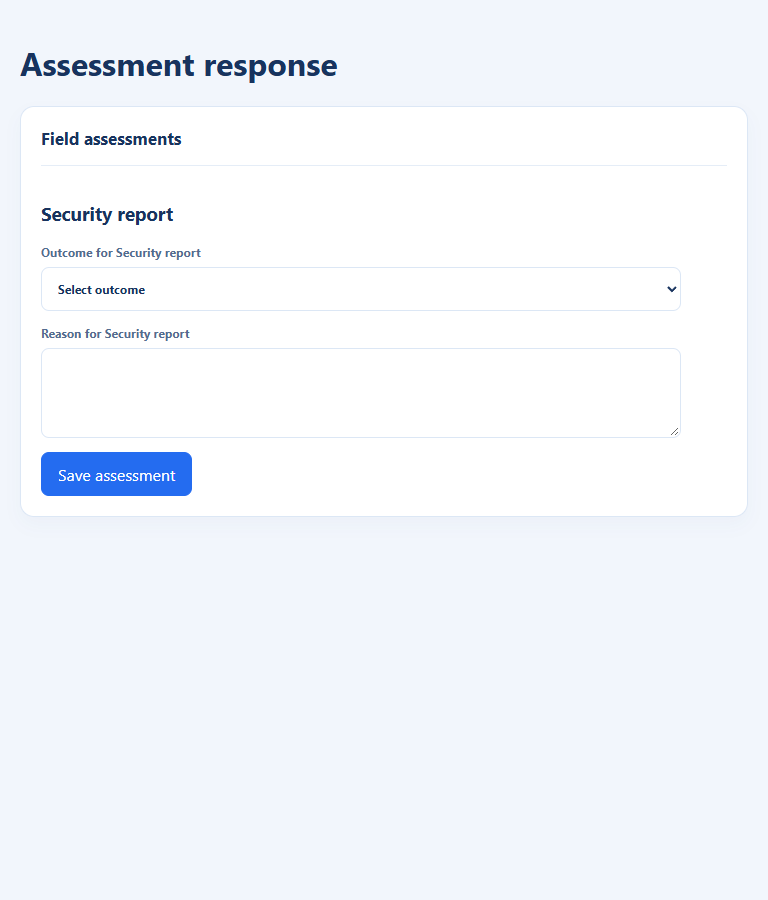 Assessment response
Field assessments
Security report
Outcome for Security report
Select outcome
Reason for Security report
Save assessment